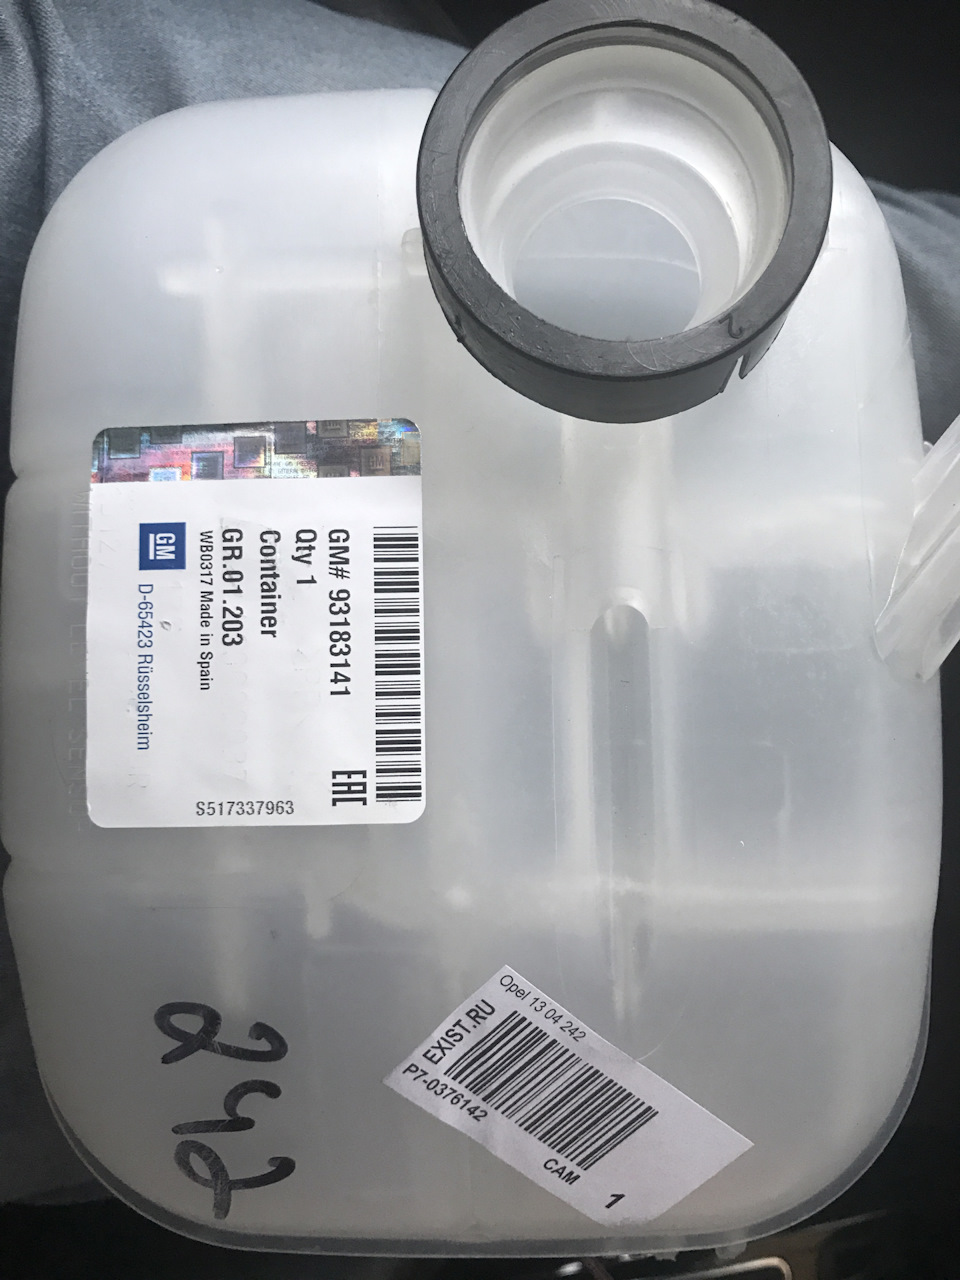 GM# 93183141
Qty 1
Container
GR.01.203
WB0317 Made in Spain
GM D-65423 Rüsselsheim
EAC
S517337963
Opel 13 04 242
EXIST.RU
P7-0376142
CAM 1
242